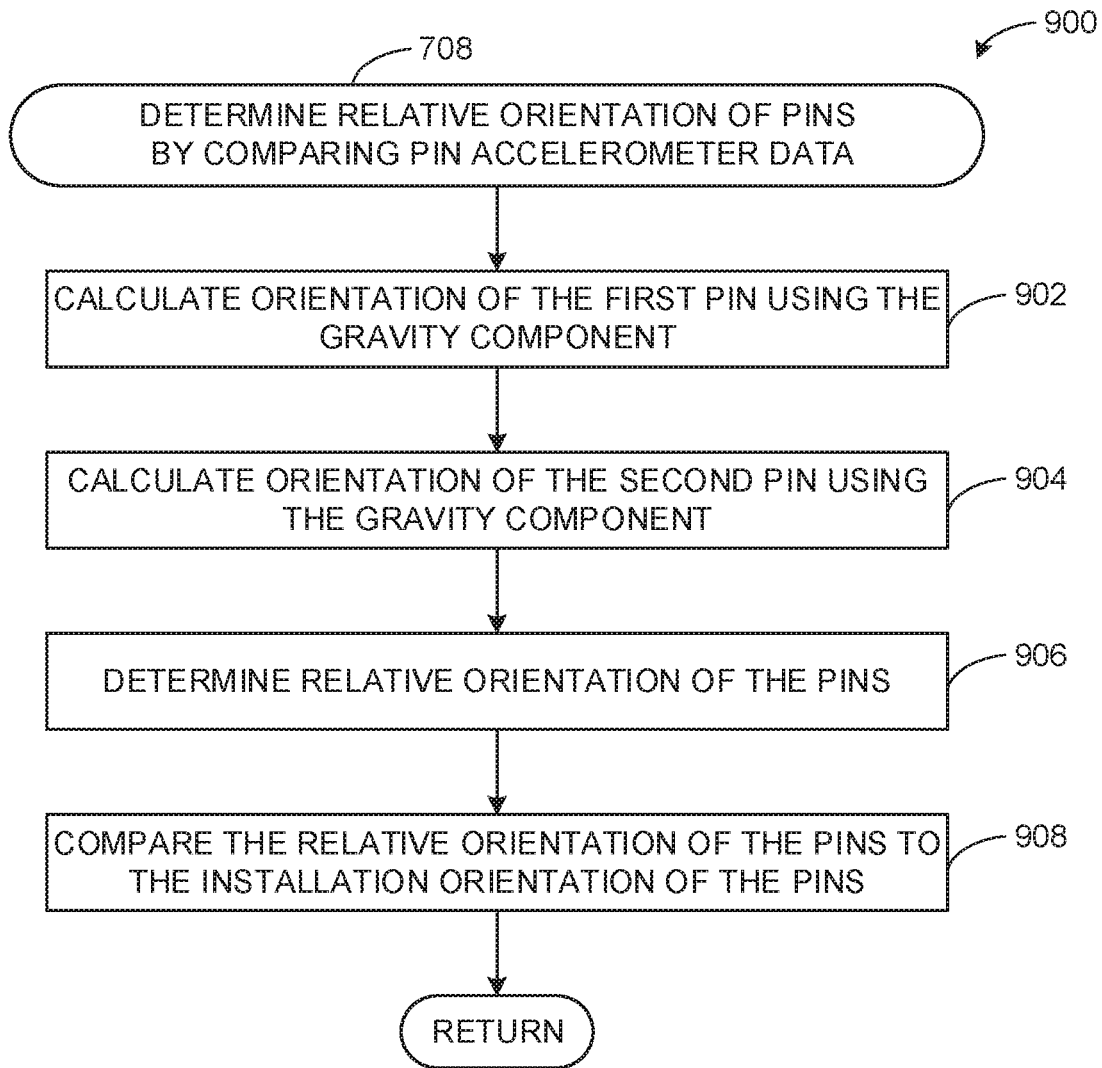 900
708
DETERMINE RELATIVE ORIENTATION OF PINS
BY COMPARING PIN ACCELEROMETER DATA
CALCULATE ORIENTATION OF THE FIRST PIN USING THE
GRAVITY COMPONENT
902
CALCULATE ORIENTATION OF THE SECOND PIN USING
THE GRAVITY COMPONENT
904
DETERMINE RELATIVE ORIENTATION OF THE PINS
906
COMPARE THE RELATIVE ORIENTATION OF THE PINS TO
THE INSTALLATION ORIENTATION OF THE PINS
908
RETURN